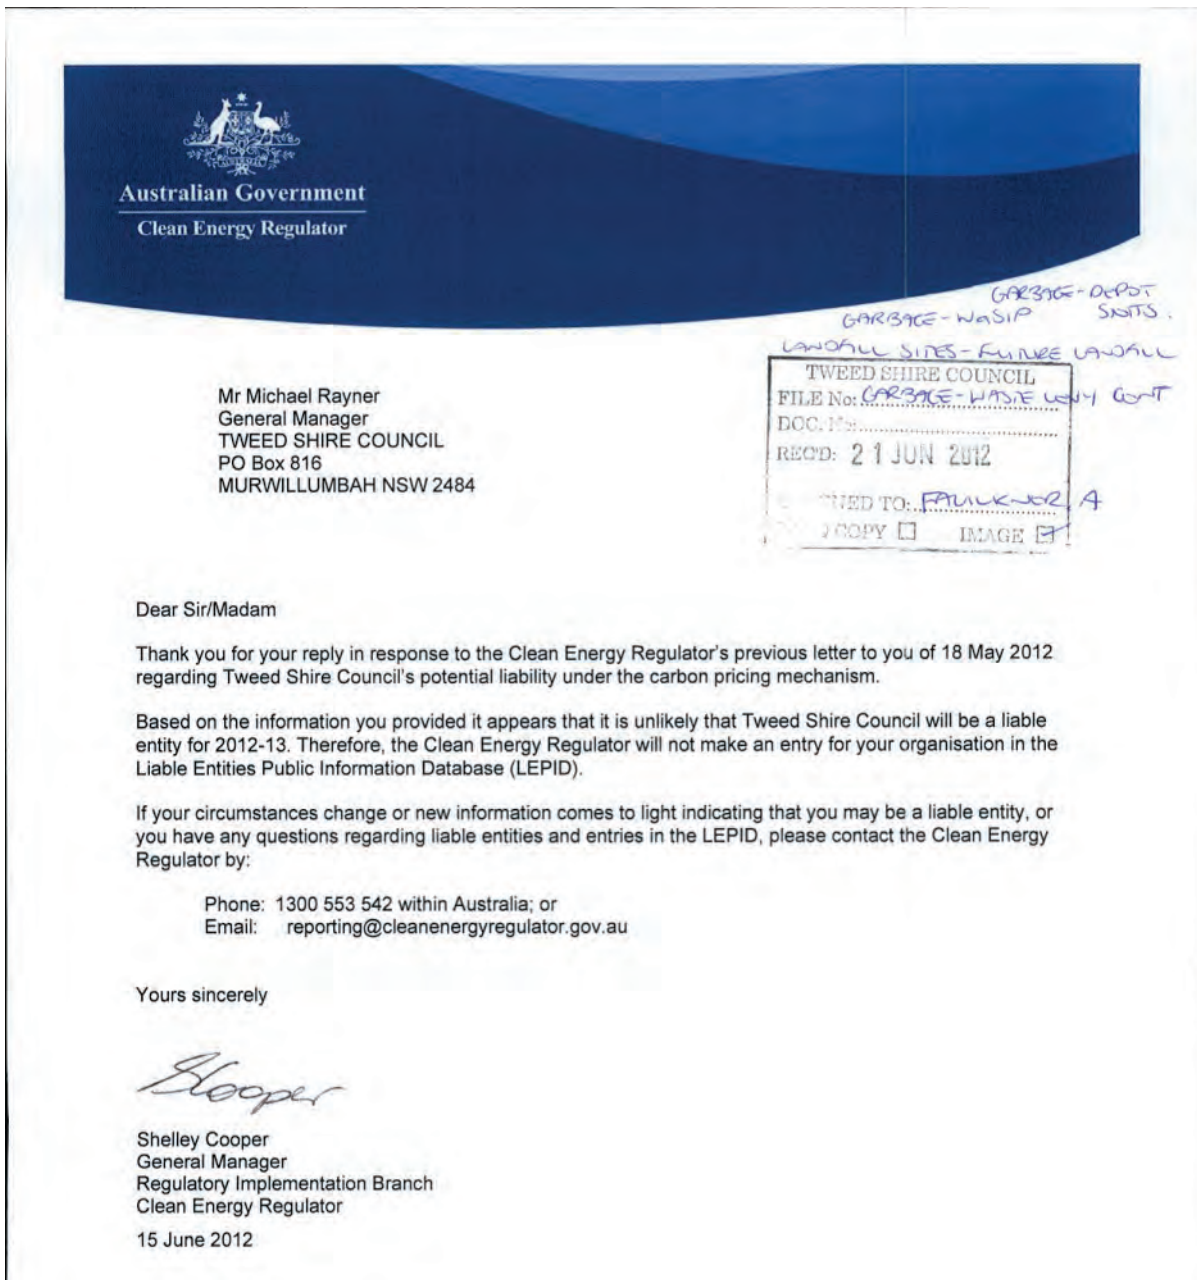 Australian Government
Clean Energy Regulator
GARBAGE-DEPOT
GARBAGE-WASIP
LANDFILL SITES-FUTURE LANDFILL
TWEED SHIRE COUNCIL
FILE No: GARBAGE-WASTE LEVY CONT
DOC. No:
REC'D: 21 JUN 2012
TO: FAULKNER, A
COPY IMAGE
Mr Michael Rayner
General Manager
TWEED SHIRE COUNCIL
PO Box 816
MURWILLUMBAH NSW 2484
Dear Sir/Madam
Thank you for your reply in response to the Clean Energy Regulator's previous letter to you of 18 May 2012
regarding Tweed Shire Council's potential liability under the carbon pricing mechanism.
Based on the information you provided it appears that it is unlikely that Tweed Shire Council will be a liable
entity for 2012-13. Therefore, the Clean Energy Regulator will not make an entry for your organisation in the
Liable Entities Public Information Database (LEPID).
If your circumstances change or new information comes to light indicating that you may be a liable entity, or
you have any questions regarding liable entities and entries in the LEPID, please contact the Clean Energy
Regulator by:
Phone: 1300 553 542 within Australia; or
Email: reporting@cleanenergyregulator.gov.au
Yours sincerely
SCooper
Shelley Cooper
General Manager
Regulatory Implementation Branch
Clean Energy Regulator
15 June 2012